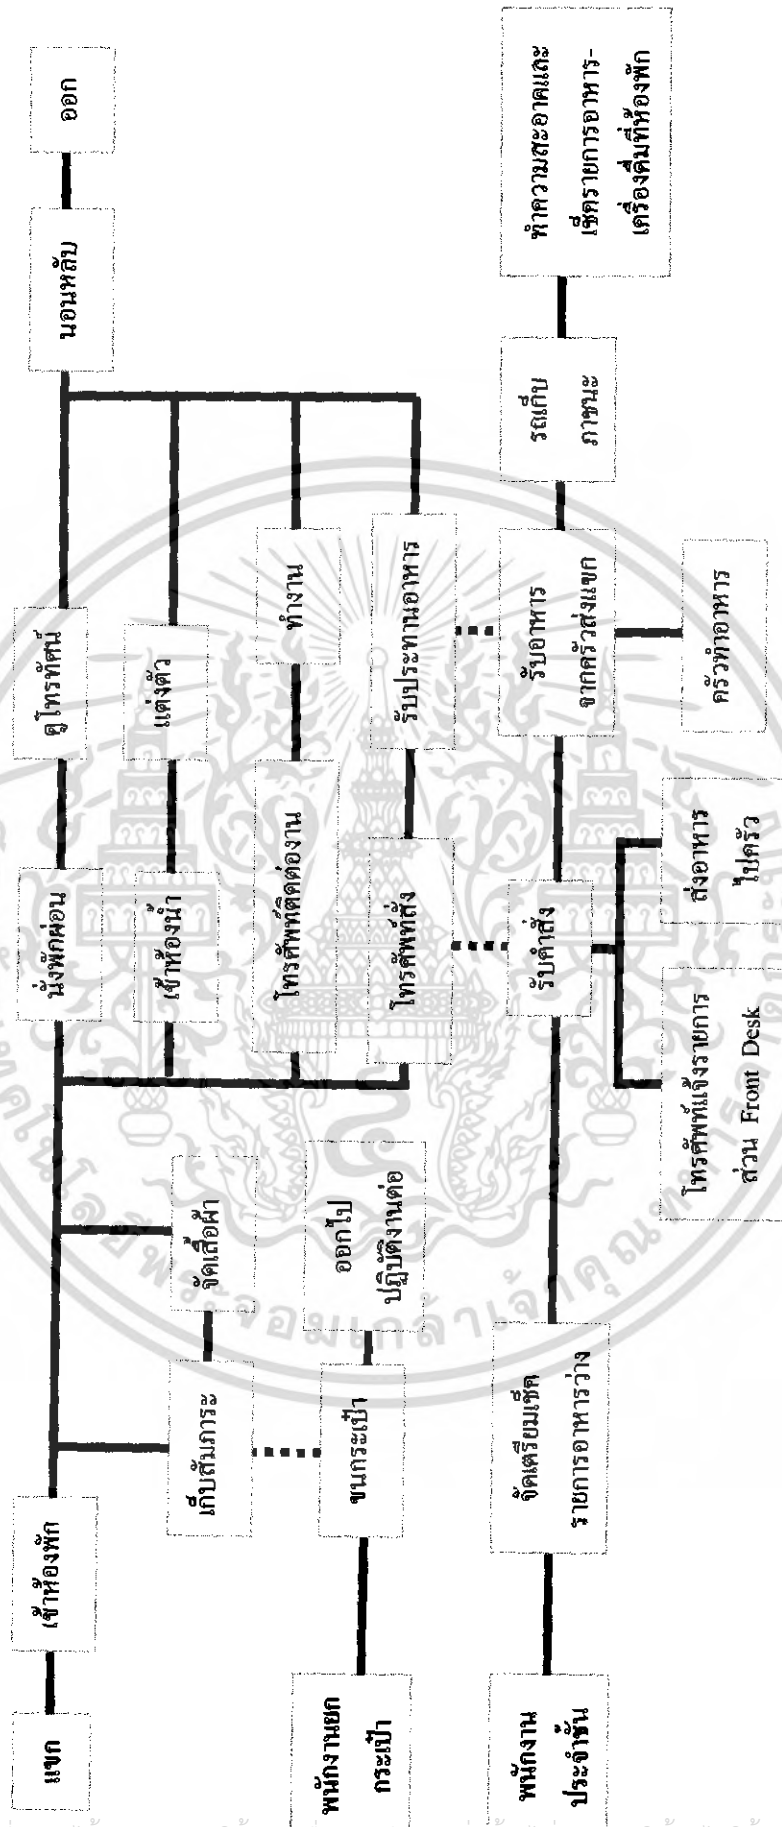 แขก
เข้าห้องพัก
นั่งพักผ่อน
ดูโทรทัศน์
นอนหลับ
ออก
เก็บสัมภาระ
จัดเสื้อผ้า
เข้าห้องน้ำ
แต่งตัว
โทรศัพท์ติดต่องาน
ทำงาน
โทรศัพท์สั่ง
รับประทานอาหาร
พนักงานยก
กระเป๋า
ขนกระเป๋า
ออกไป
ปฏิบัติงานต่อ
พนักงาน
ประจำชั้น
จัดเตรียมเช็ค
รายการอาหารว่าง
รับคำสั่ง
รับอาหาร
จากครัวส่งแขก
รถเก็บ
ภาชนะ
ทำความสะอาดและ
เช็ครายการอาหาร-
เครื่องดื่มที่ห้องพัก
โทรศัพท์แจ้งรายการ
ส่วน Front Desk
ส่งอาหาร
ไปครัว
ครัวทำอาหาร